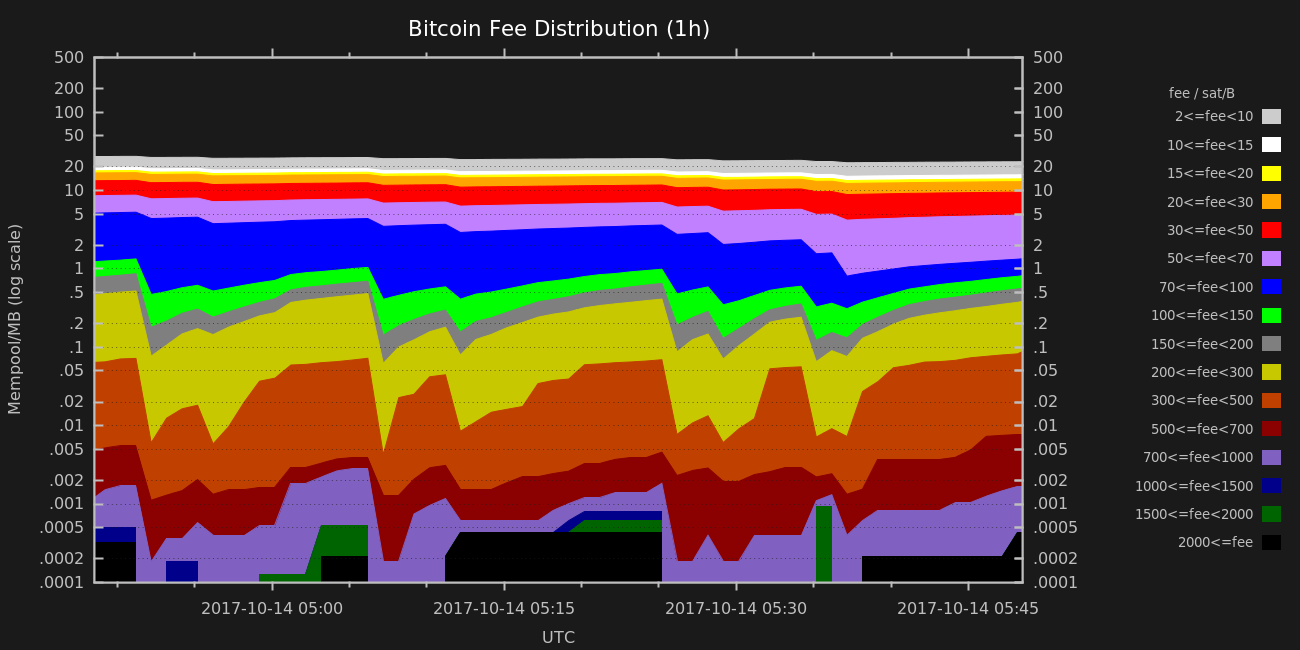 Bitcoin Fee Distribution (1h)
500 500
200 200
100 100
50 50
20 20
10 10
5 5
2 2
1 1
.5 .5
.2 .2
.1 .1
.05 .05
.02 .02
.01 .01
.005 .005
.002 .002
.001 .001
.0005 .0005
.0002 .0002
.0001 .0001
Mempool/MB (log scale)
2017-10-14 05:00 2017-10-14 05:15 2017-10-14 05:30 2017-10-14 05:45
UTC
fee / sat/B
2<=fee<10
10<=fee<15
15<=fee<20
20<=fee<30
30<=fee<50
50<=fee<70
70<=fee<100
100<=fee<150
150<=fee<200
200<=fee<300
300<=fee<500
500<=fee<700
700<=fee<1000
1000<=fee<1500
1500<=fee<2000
2000<=fee